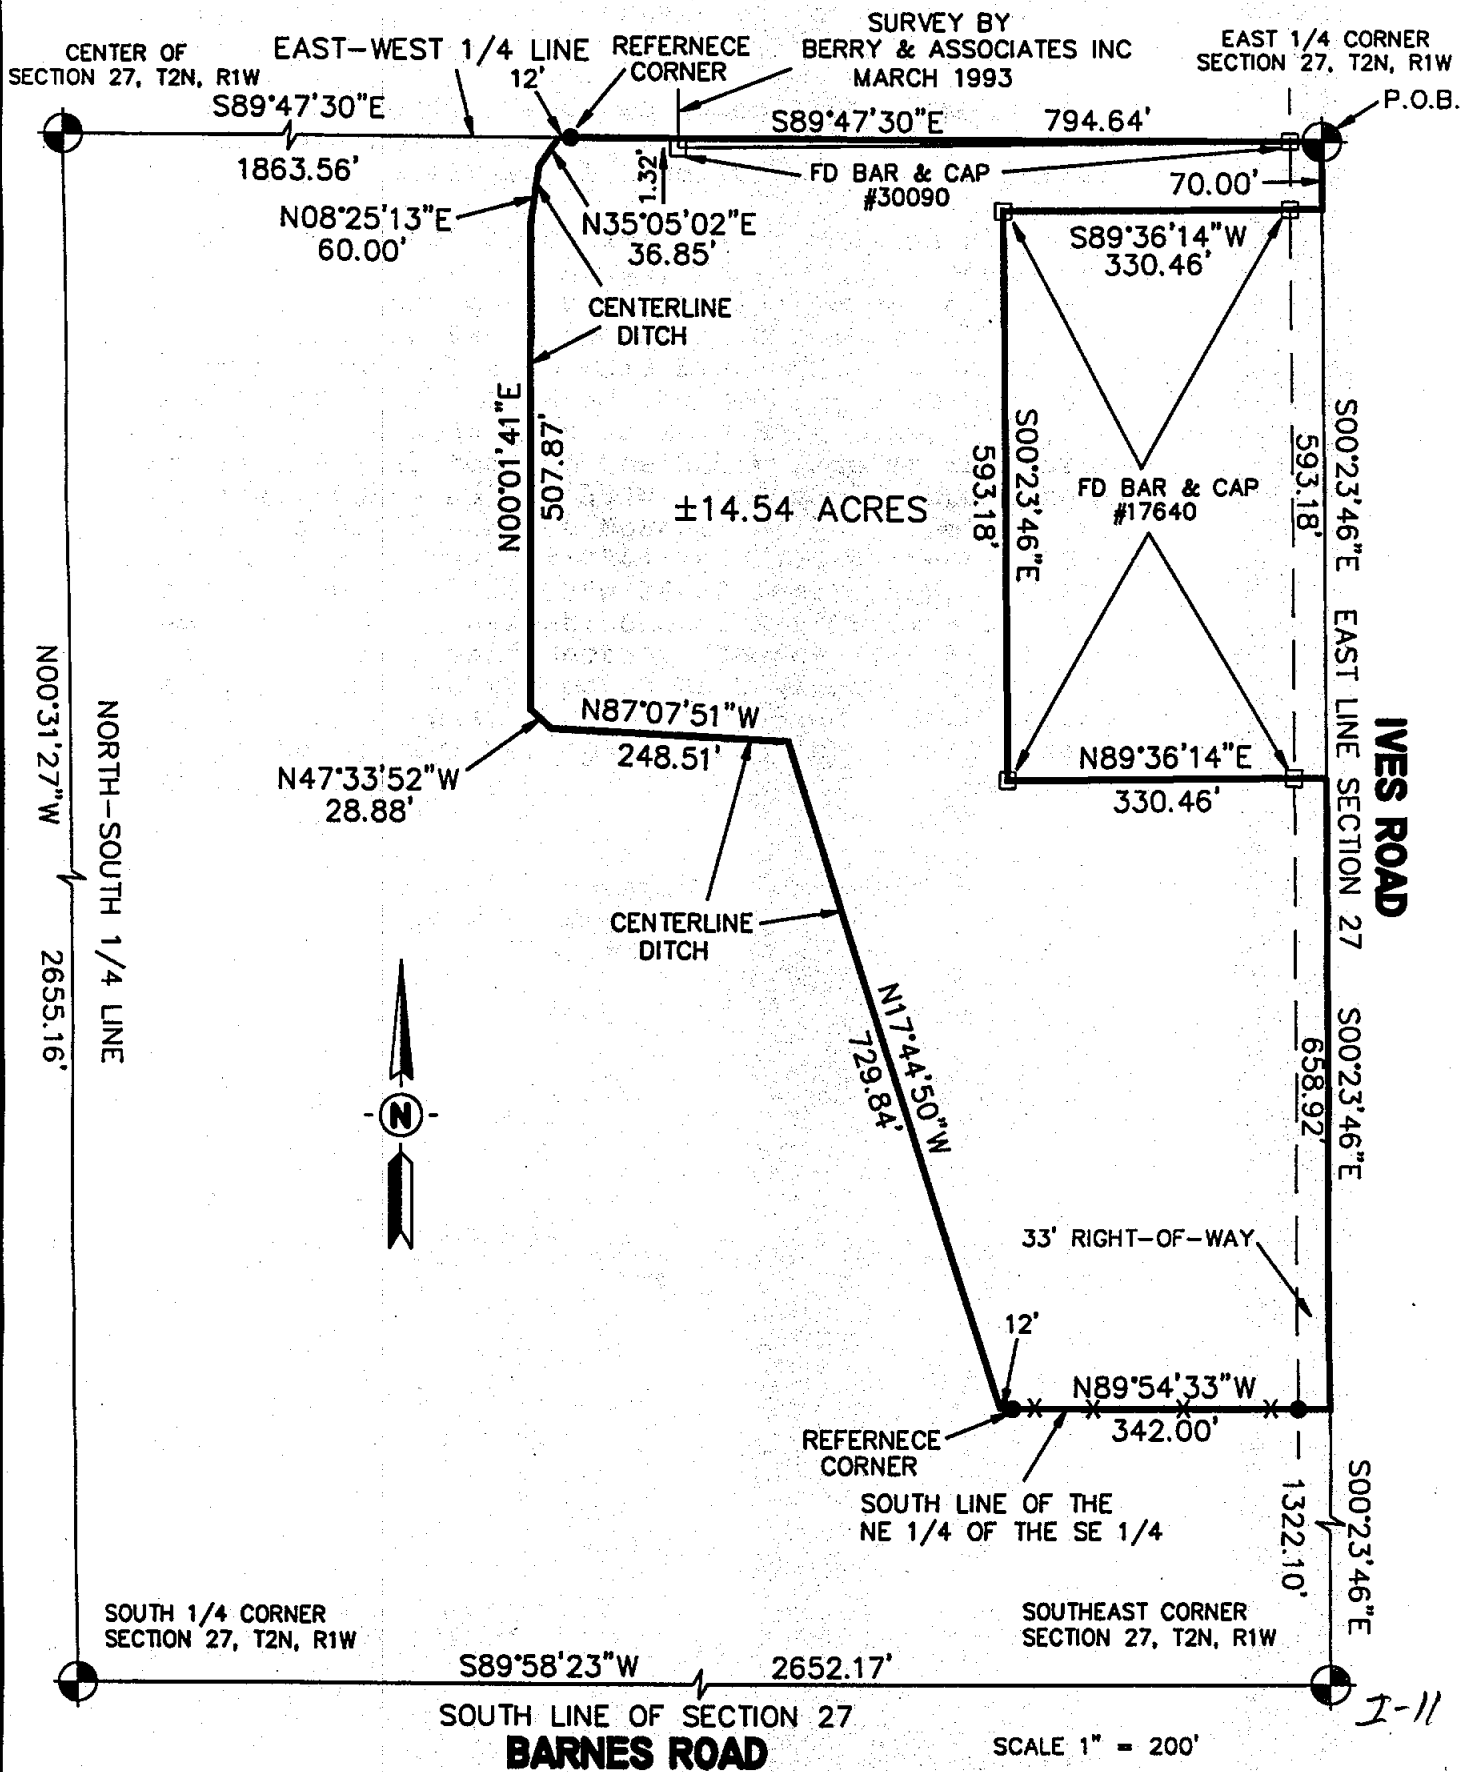 SURVEY BY
BERRY & ASSOCIATES INC
MARCH 1993
CENTER OF
SECTION 27, T2N, R1W
EAST-WEST 1/4 LINE
12'
REFERNECE
CORNER
EAST 1/4 CORNER
SECTION 27, T2N, R1W
P.O.B.
S89°47'30"E
1863.56'
S89°47'30"E 794.64'
1.32'
FD BAR & CAP
#30090
70.00'
N08°25'13"E
60.00'
N35°05'02"E
36.85'
S89°36'14"W
330.46'
CENTERLINE
DITCH
N00°01'41"E
507.87'
±14.54 ACRES
S00°23'46"E
593.18'
FD BAR & CAP
#17640
593.18'
S00°23'46"E EAST LINE SECTION 27 S00°23'46"E
IVES ROAD
N87°07'51"W
248.51'
N47°33'52"W
28.88'
N89°36'14"E
330.46'
N00°31'27"W 2655.16'
NORTH-SOUTH 1/4 LINE
CENTERLINE
DITCH
N17°44'50"W
729.84'
658.92'
N
33' RIGHT-OF-WAY
12'
N89°54'33"W
342.00'
REFERNECE
CORNER
SOUTH LINE OF THE
NE 1/4 OF THE SE 1/4
S00°23'46"E
1322.10'
SOUTH 1/4 CORNER
SECTION 27, T2N, R1W
SOUTHEAST CORNER
SECTION 27, T2N, R1W
S89°58'23"W 2652.17'
SOUTH LINE OF SECTION 27
BARNES ROAD
SCALE 1" = 200'
I-11